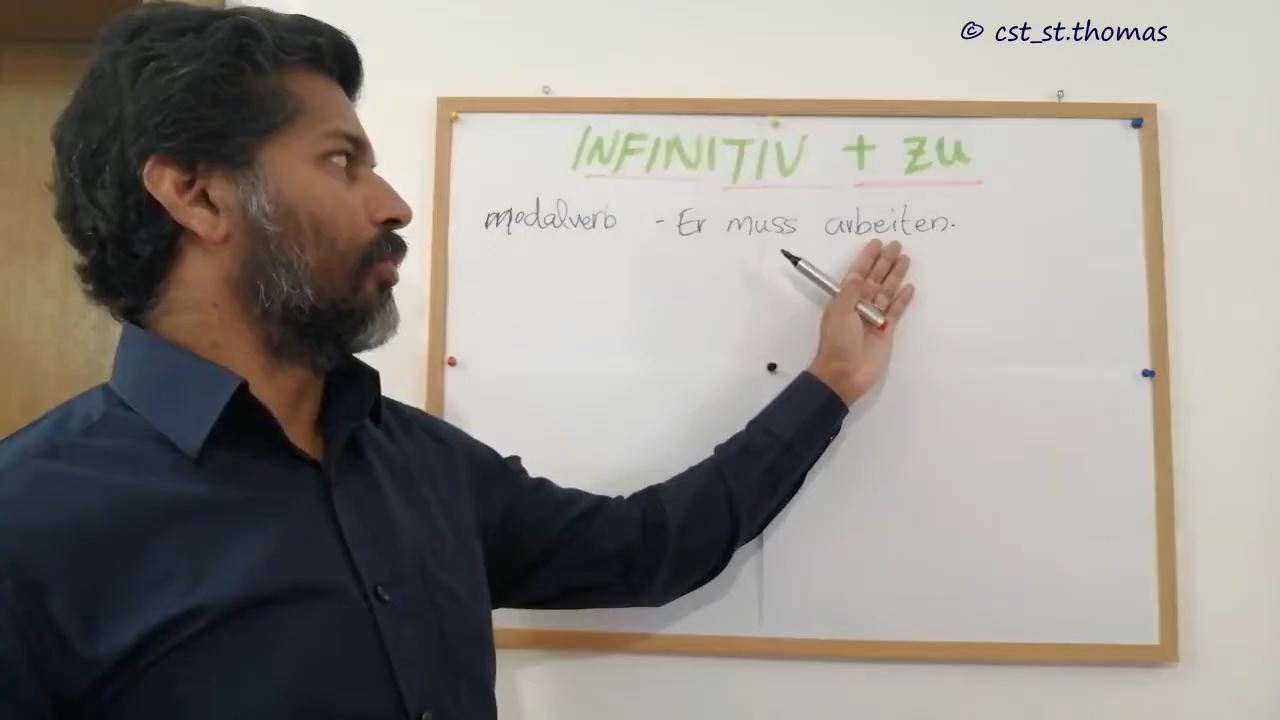 © cst_st.thomas
INFINITIV + ZU
modalverb - Er muss arbeiten.